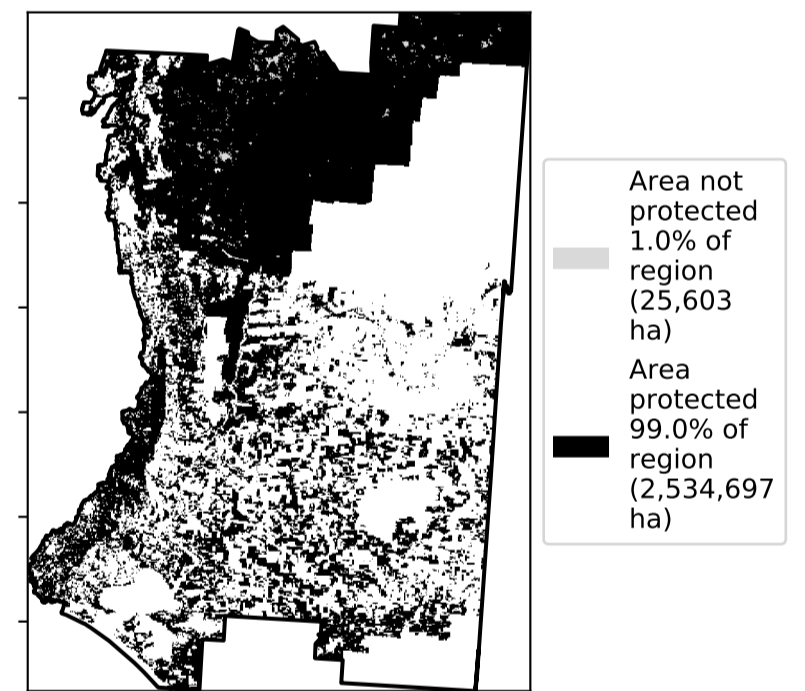 Area not
protected
1.0% of
region
(25,603
ha)
Area
protected
99.0% of
region
(2,534,697
ha)